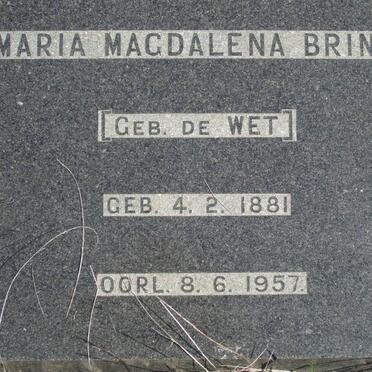 MARIA MAGDALENA BRIN
[GEB. DE WET]
GEB. 4. 2. 1881
OORL. 8. 6. 1957.